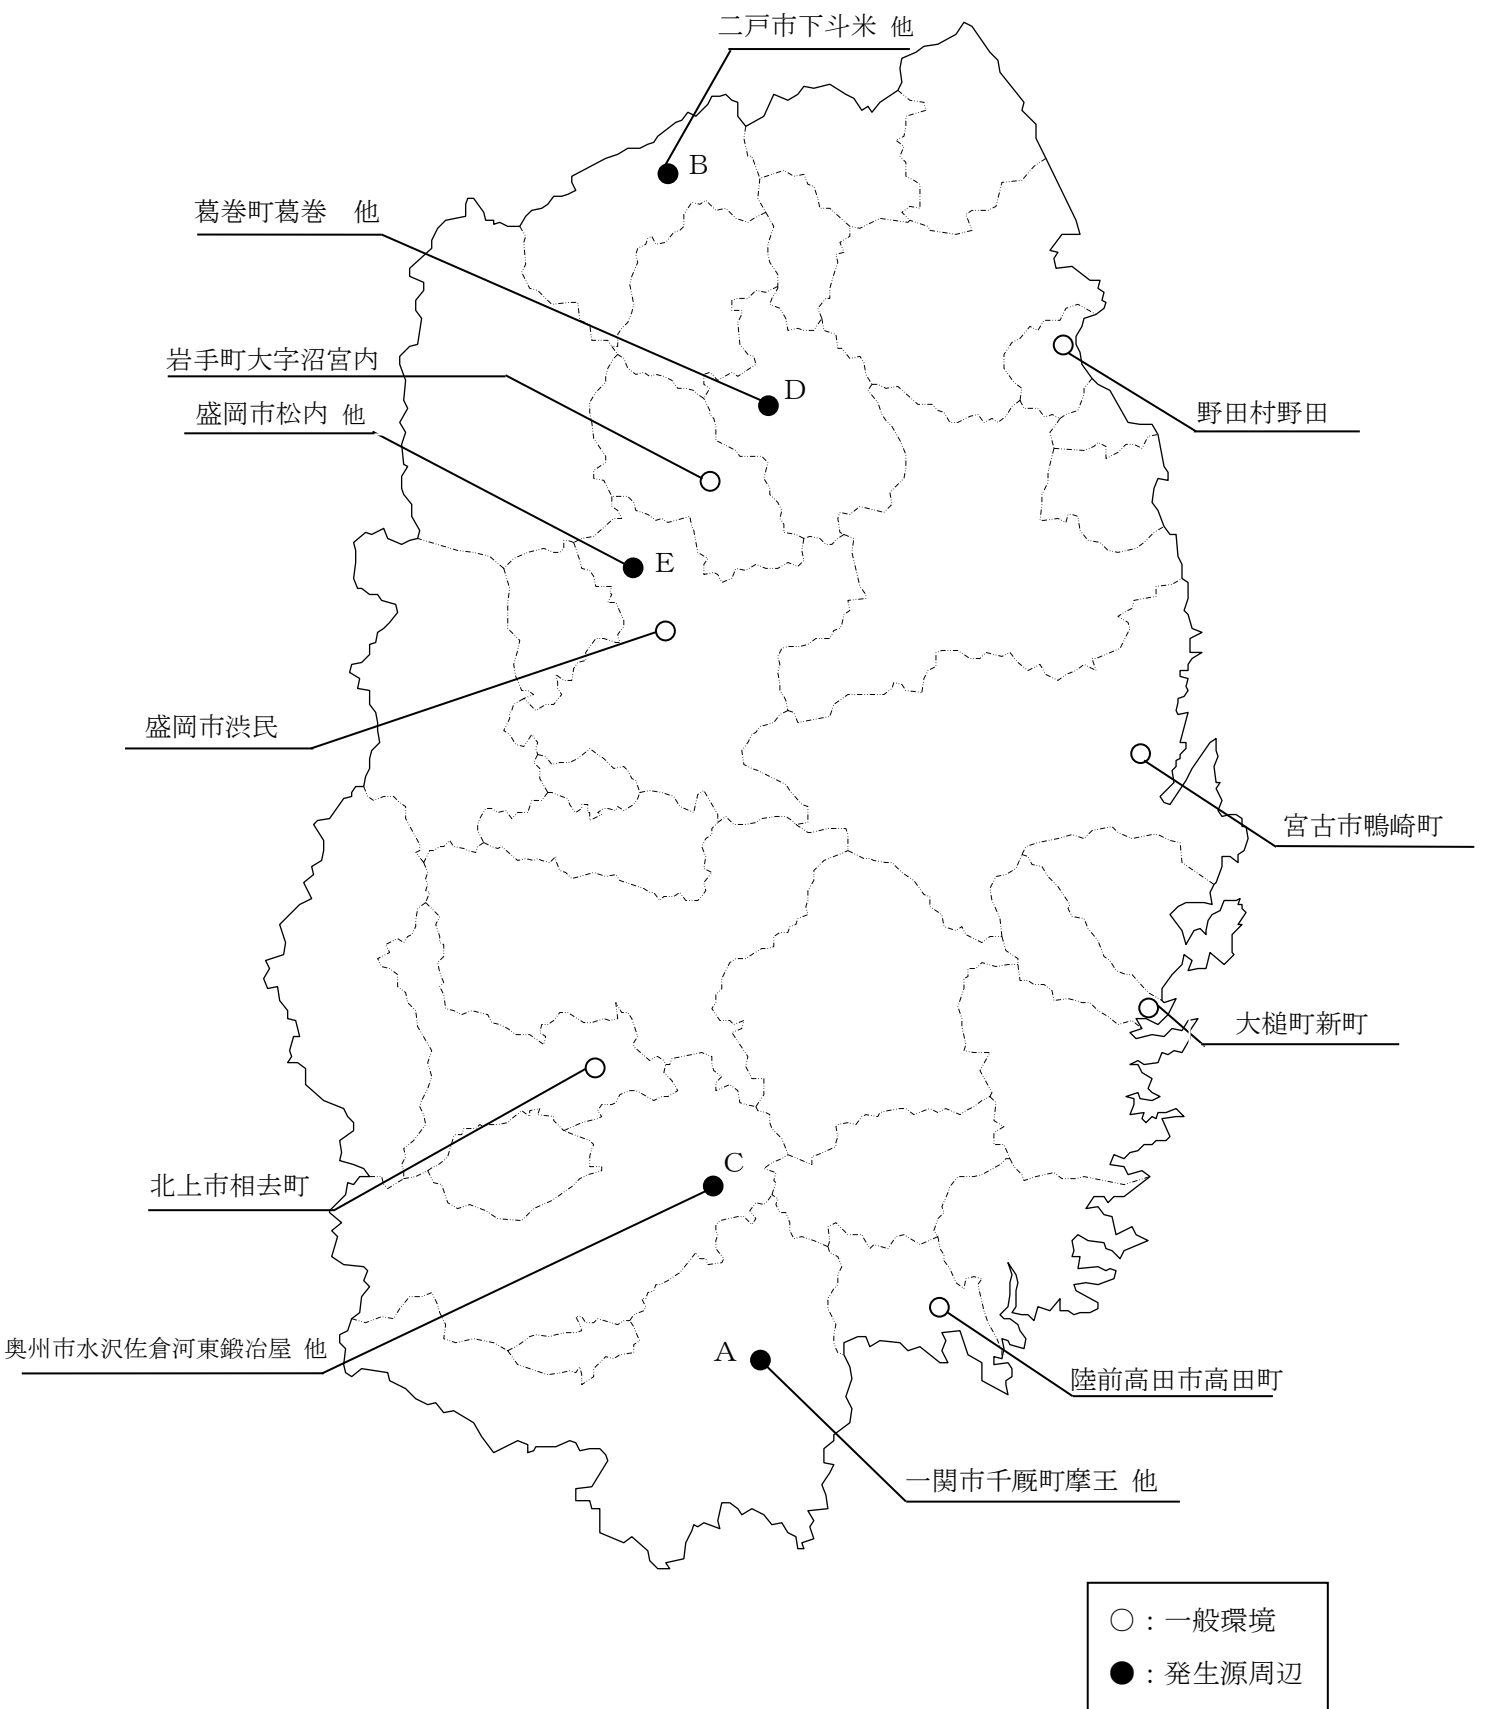 二戸市下斗米 他
B
葛巻町葛巻　他
岩手町大字沼宮内
D
盛岡市松内 他
野田村野田
E
盛岡市渋民
宮古市鴨崎町
大槌町新町
北上市相去町
C
奥州市水沢佐倉河東鍛冶屋 他
A
陸前高田市高田町
一関市千厩町摩王 他
○：一般環境
●：発生源周辺